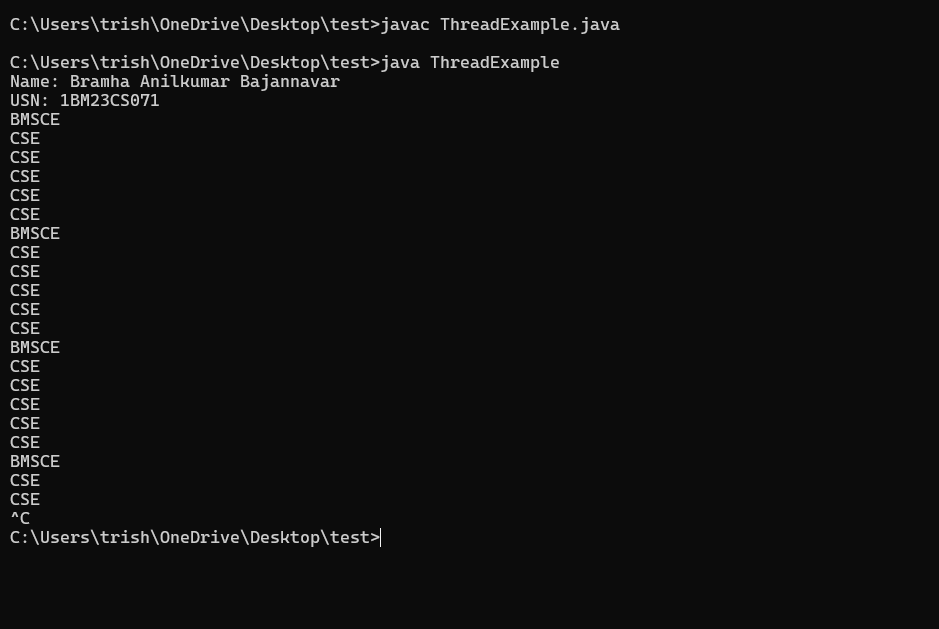 C:\Users\trish\OneDrive\Desktop\test>javac ThreadExample.java
C:\Users\trish\OneDrive\Desktop\test>java ThreadExample
Name: Bramha Anilkumar Bajannavar
USN: 1BM23CS071
BMSCE
CSE
CSE
CSE
CSE
CSE
BMSCE
CSE
CSE
CSE
CSE
CSE
BMSCE
CSE
CSE
CSE
CSE
CSE
BMSCE
CSE
CSE
^C
C:\Users\trish\OneDrive\Desktop\test>